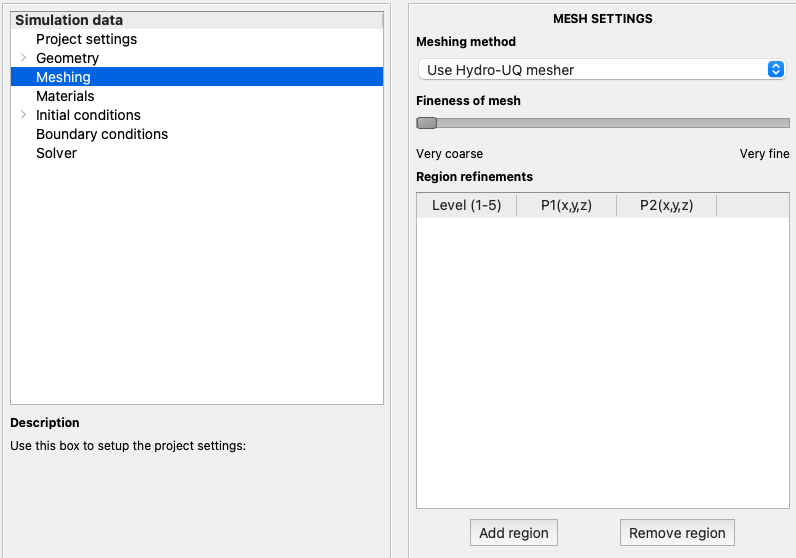 Simulation data
Project settings
Geometry
Meshing
Materials
Initial conditions
Boundary conditions
Solver
Description
Use this box to setup the project settings:
MESH SETTINGS
Meshing method
Use Hydro-UQ mesher
Fineness of mesh
Very coarse Very fine
Region refinements
Level (1-5) P1(x,y,z) P2(x,y,z)
Add region Remove region